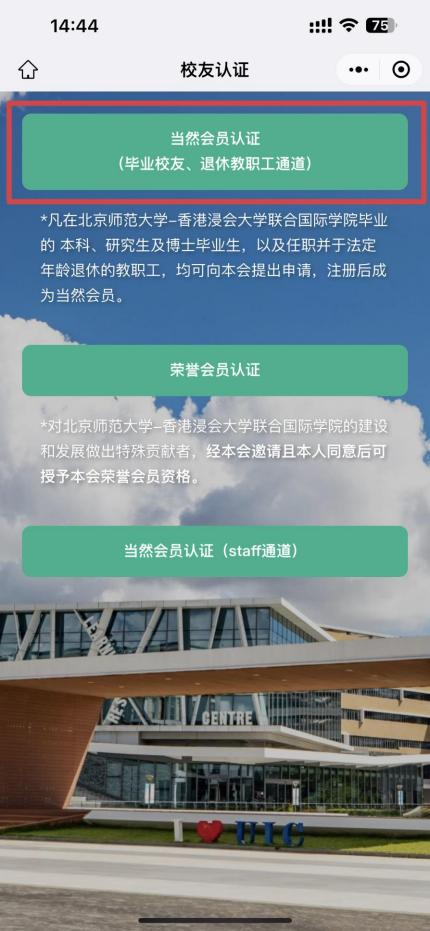 14:44
75
校友认证
当然会员认证
（毕业校友、退休教职工通道）
*凡在北京师范大学–香港浸会大学联合国际学院毕业
的 本科、研究生及博士毕业生，以及任职并于法定
年龄退休的教职工，均可向本会提出申请，注册后成
为当然会员。
荣誉会员认证
*对北京师范大学–香港浸会大学联合国际学院的建设
和发展做出特殊贡献者，经本会邀请且本人同意后可
授予本会荣誉会员资格。
当然会员认证（staff通道）
CENTRE
I ❤ UIC